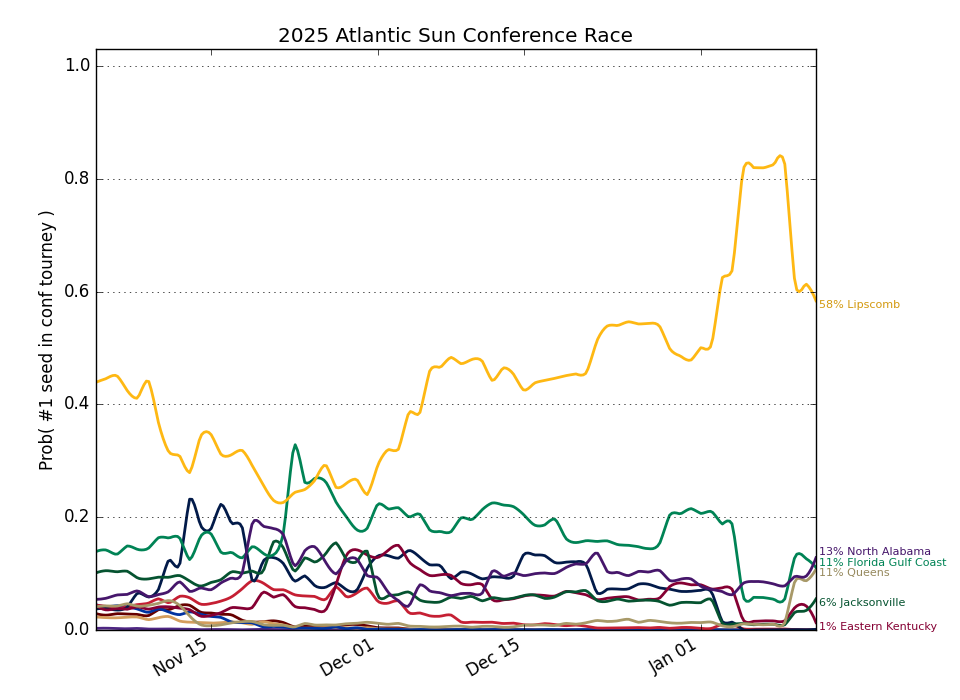 2025 Atlantic Sun Conference Race
Prob( #1 seed in conf tourney )
1.0
0.8
0.6
0.4
0.2
0.0
58% Lipscomb
13% North Alabama
11% Florida Gulf Coast
11% Queens
6% Jacksonville
1% Eastern Kentucky
Nov 15
Dec 01
Dec 15
Jan 01